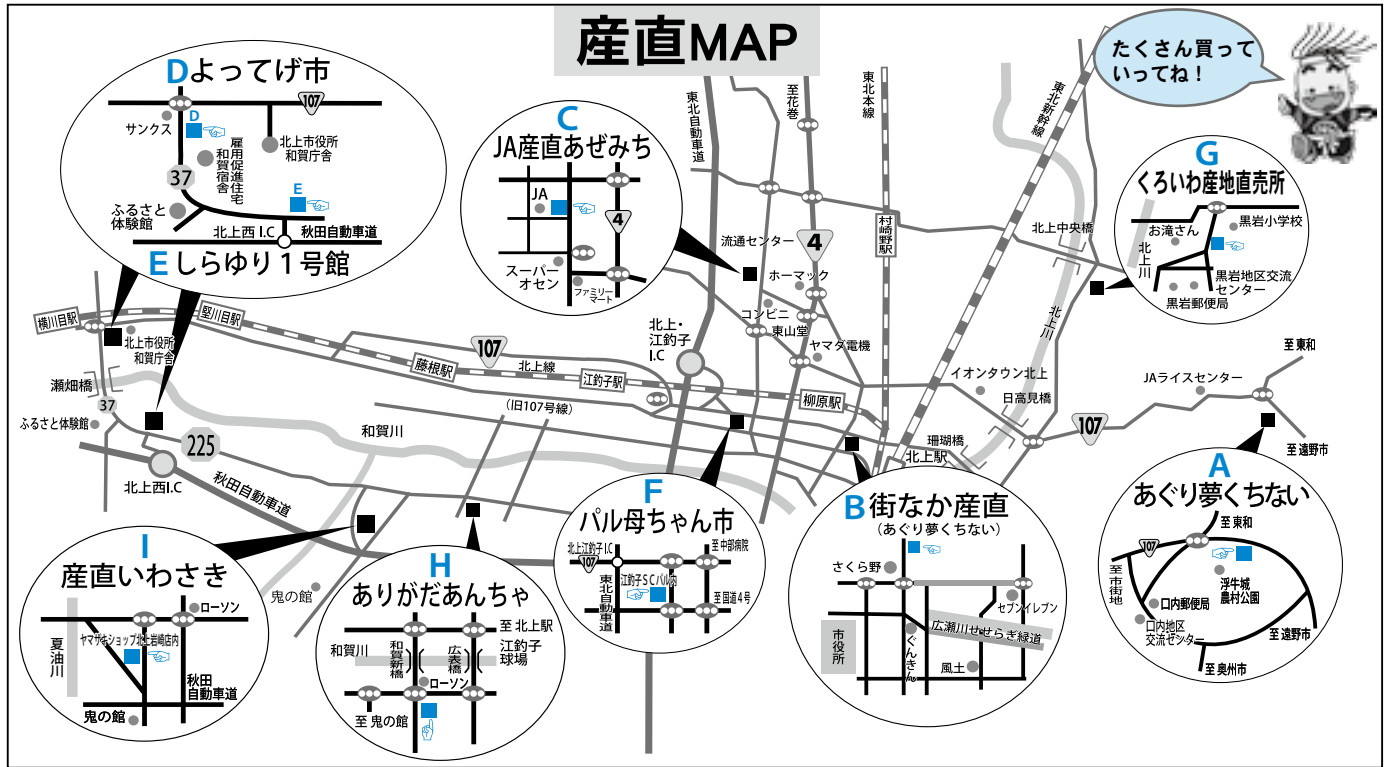 産直MAP
たくさん買って
いってね！
Dよってげ市
107
サンクス
D
北上市役所
和賀庁舎
雇用促進住宅
和賀宿舎
37
E
ふるさと
体験館
北上西I.C
秋田自動車道
Eしらゆり１号館
C
JA産直あぜみち
JA
4
スーパー
オセン
ファミリー
マート
G
くろいわ産地直売所
お滝さん
黒岩小学校
北上川
黒岩地区交流
センター
黒岩郵便局
東北自動車道
至花巻
東北本線
東北新幹線
村崎野駅
流通センター
4
ホーマック
コンビニ
東山堂
ヤマダ電機
北上中央橋
北上川
横川目駅
竪川目駅
北上市役所
和賀庁舎
瀬畑橋
37
ふるさと体験館
225
北上西I.C
秋田自動車道
藤根駅
107
北上線
江釣子駅
（旧107号線）
和賀川
北上・
江釣子
I.C
柳原駅
イオンタウン北上
日高見橋
珊瑚橋
北上駅
107
JAライスセンター
至東和
至遠野市
鬼の館
A
あぐり夢くちない
至東和
107
至市街地
浮牛城
農村公園
口内郵便局
口内地区
交流センター
至遠野市
至奥州市
B街なか産直
(あぐり夢くちない)
さくら野
セブンイレブン
広瀬川せせらぎ緑道
市役所
ぐんきん
風土
F
パル母ちゃん市
北上江釣子I.C
107
至中部病院
江釣子SCパル内
東北自動車道
至国道4号
H
ありがだあんちゃ
至北上駅
和賀川
和賀新橋
広表橋
江釣子
球場
ローソン
至鬼の館
I
産直いわさき
ローソン
ヤマザキショップ北上岩崎店内
夏油川
秋田
自動車道
鬼の館